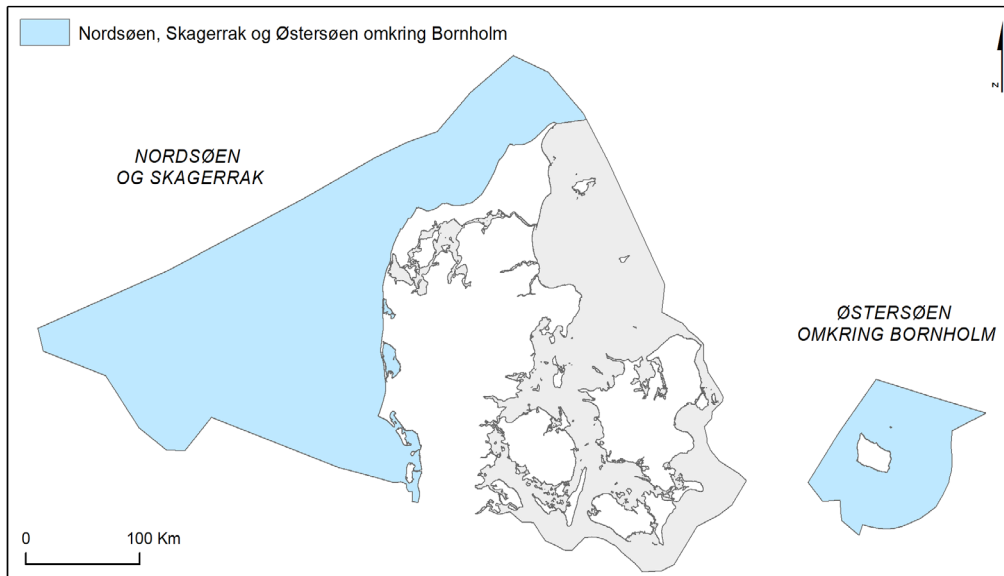 Nordsøen, Skagerrak og Østersøen omkring Bornholm
z
NORDSØEN
OG SKAGERRAK
ØSTERSØEN
OMKRING BORNHOLM
0 100 Km